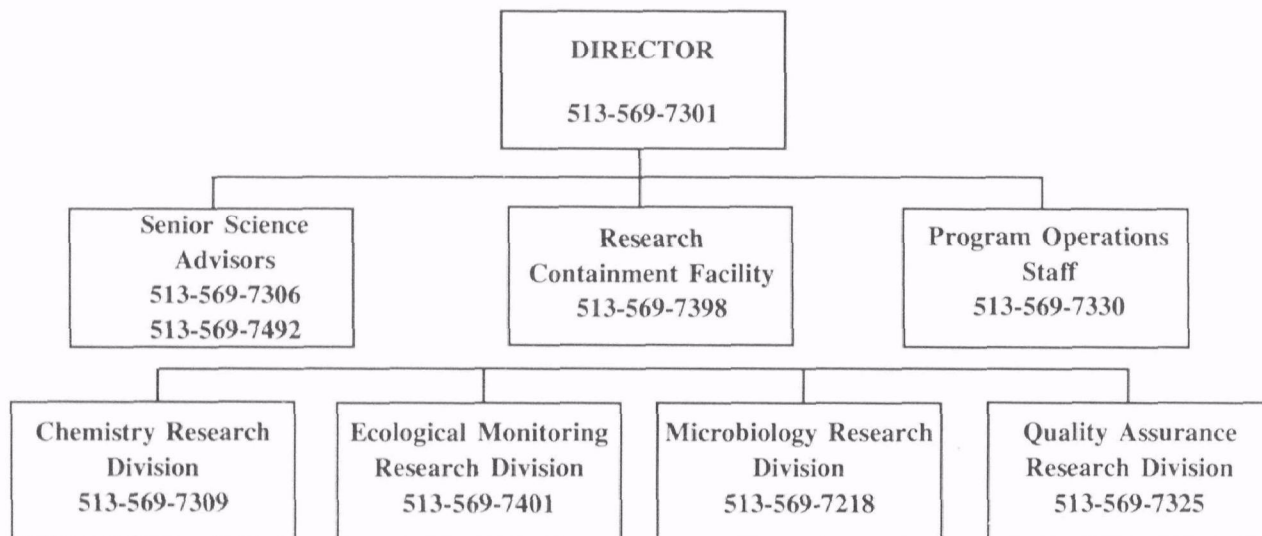 DIRECTOR
513-569-7301
Senior Science
Advisors
513-569-7306
513-569-7492
Research
Containment Facility
513-569-7398
Program Operations
Staff
513-569-7330
Chemistry Research
Division
513-569-7309
Ecological Monitoring
Research Division
513-569-7401
Microbiology Research
Division
513-569-7218
Quality Assurance
Research Division
513-569-7325